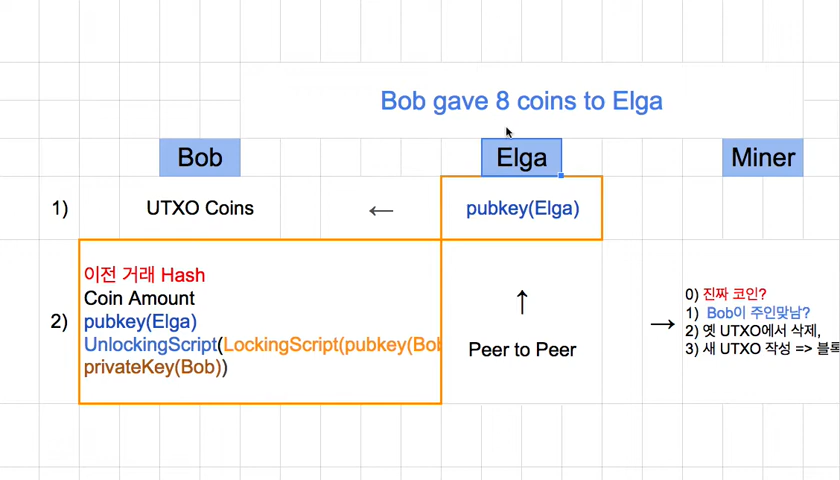 Bob gave 8 coins to Elga
Bob
Elga
Miner
1)
UTXO Coins
←
pubkey(Elga)
2)
이전 거래 Hash
Coin Amount
pubkey(Elga)
UnlockingScript(LockingScript(pubkey(Bob
privateKey(Bob))
↑
Peer to Peer
→
0) 진짜 코인?
1) Bob이 주인맞남?
2) 옛 UTXO에서 삭제,
3) 새 UTXO 작성 => 블록